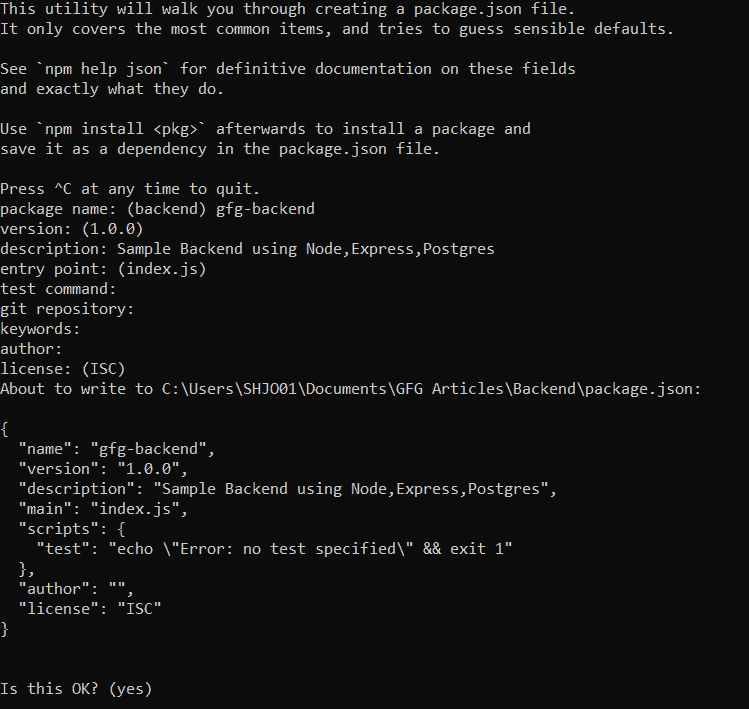 This utility will walk you through creating a package.json file.
It only covers the most common items, and tries to guess sensible defaults.
See `npm help json` for definitive documentation on these fields
and exactly what they do.
Use `npm install <pkg>` afterwards to install a package and
save it as a dependency in the package.json file.
Press ^C at any time to quit.
package name: (backend) gfg-backend
version: (1.0.0)
description: Sample Backend using Node,Express,Postgres
entry point: (index.js)
test command:
git repository:
keywords:
author:
license: (ISC)
About to write to C:\Users\SHJO01\Documents\GFG Articles\Backend\package.json:
{
  "name": "gfg-backend",
  "version": "1.0.0",
  "description": "Sample Backend using Node,Express,Postgres",
  "main": "index.js",
  "scripts": {
    "test": "echo \"Error: no test specified\" && exit 1"
  },
  "author": "",
  "license": "ISC"
}
Is this OK? (yes)